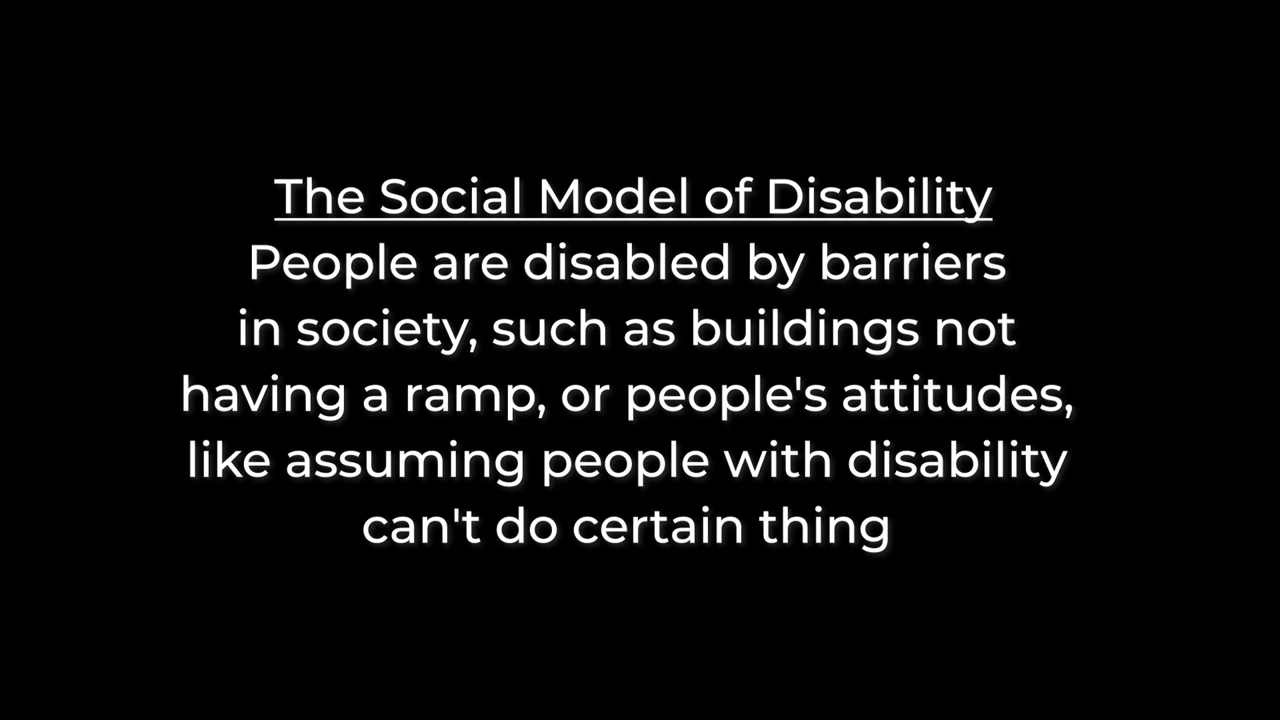 The Social Model of Disability
People are disabled by barriers
in society, such as buildings not
having a ramp, or people's attitudes,
like assuming people with disability
can't do certain thing